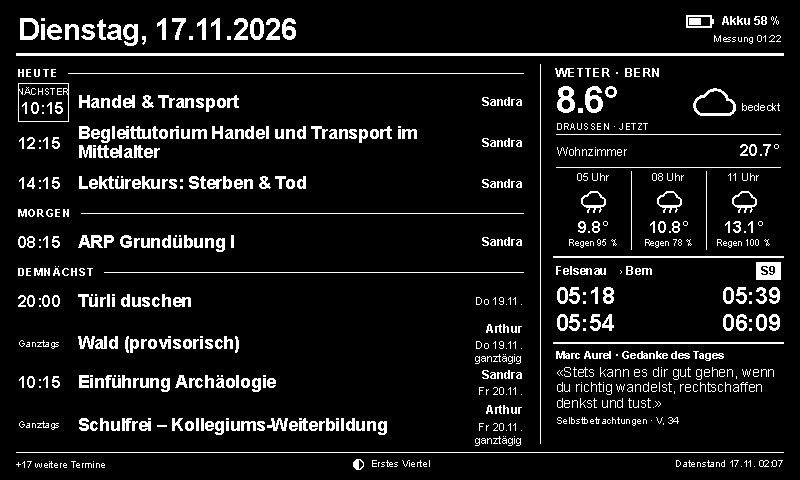 Dienstag, 17.11.2026
Akku 58 %
Messung 01:22
HEUTE
NÄCHSTER
10:15 Handel & Transport Sandra
12:15 Begleittutorium Handel und Transport im
Mittelalter Sandra
14:15 Lektürekurs: Sterben & Tod Sandra
MORGEN
08:15 ARP Grundübung I Sandra
DEMNÄCHST
20:00 Türli duschen Do 19.11.
Ganztags Wald (provisorisch) Arthur
Do 19.11.
ganztägig
10:15 Einführung Archäologie Sandra
Fr 20.11.
Ganztags Schulfrei – Kollegiums-Weiterbildung Arthur
Fr 20.11.
ganztägig
WETTER · BERN
8.6° bedeckt
DRAUSSEN · JETZT
Wohnzimmer 20.7°
05 Uhr 08 Uhr 11 Uhr
9.8° 10.8° 13.1°
Regen 95 % Regen 78 % Regen 100 %
Felsenau › Bern S9
05:18 05:39
05:54 06:09
Marc Aurel · Gedanke des Tages
«Stets kann es dir gut gehen, wenn
du richtig wandelst, rechtschaffen
denkst und tust.»
Selbstbetrachtungen · V, 34
+17 weitere Termine
Erstes Viertel
Datenstand 17.11. 02:07